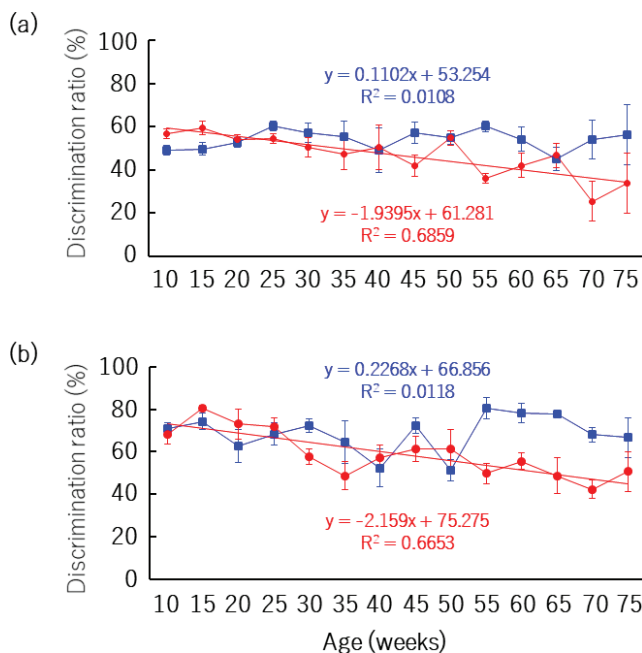 (a)
Discrimination ratio (%)
100
80
60
40
20
0
y = 0.1102x + 53.254
R² = 0.0108
y = -1.9395x + 61.281
R² = 0.6859
10 15 20 25 30 35 40 45 50 55 60 65 70 75
(b)
Discrimination ratio (%)
100
80
60
40
20
0
y = 0.2268x + 66.856
R² = 0.0118
y = -2.159x + 75.275
R² = 0.6653
10 15 20 25 30 35 40 45 50 55 60 65 70 75
Age (weeks)